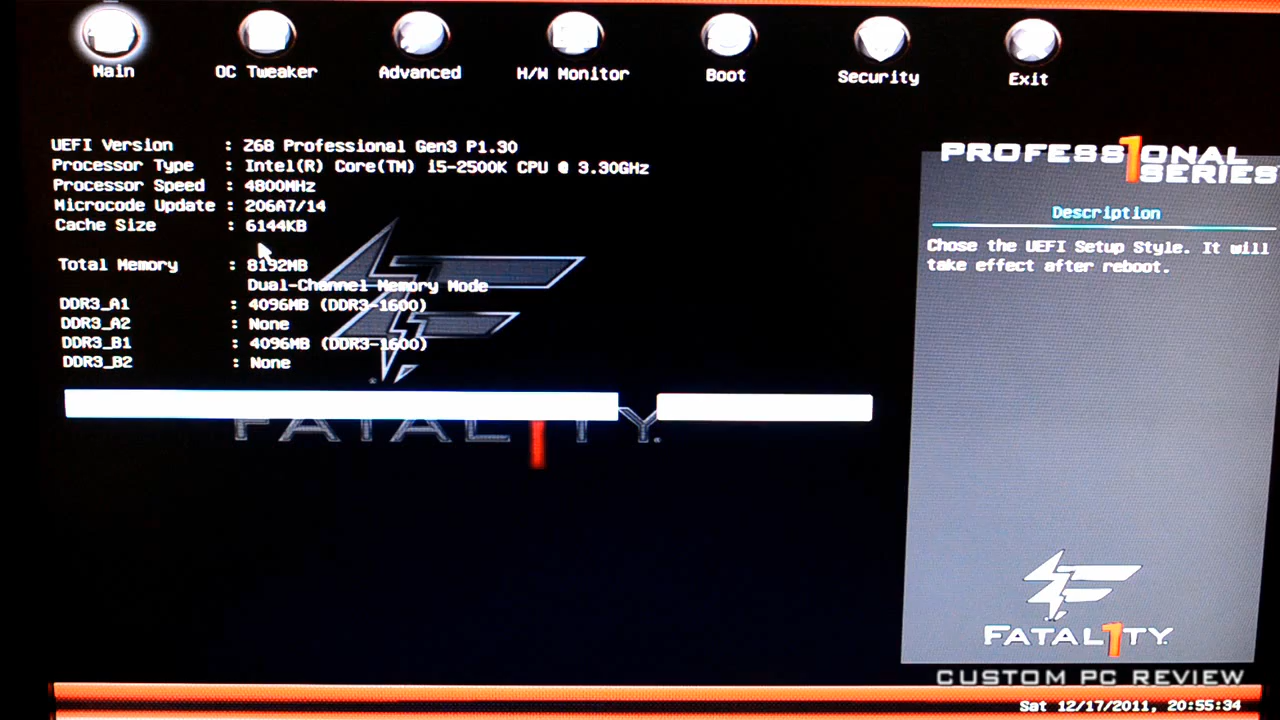 Main OC Tweaker Advanced H/W Monitor Boot Security Exit
UEFI Version : Z68 Professional Gen3 P1.30
Processor Type : Intel(R) Core(TM) i5-2500K CPU @ 3.30GHz
Processor Speed : 4800MHz
Microcode Update : 206A7/14
Cache Size : 6144KB
Total Memory : 8192MB
Dual-Channel Memory Mode
DDR3_A1 : 4096MB (DDR3-1600)
DDR3_A2 : None
DDR3_B1 : 4096MB (DDR3-1600)
DDR3_B2 : None
FATAL1TY.
PROFESS1ONAL
SERIES
Description
Chose the UEFI Setup Style. It will
take effect after reboot.
FATAL1TY.
CUSTOM PC REVIEW
Sat 12/17/2011, 20:55:34